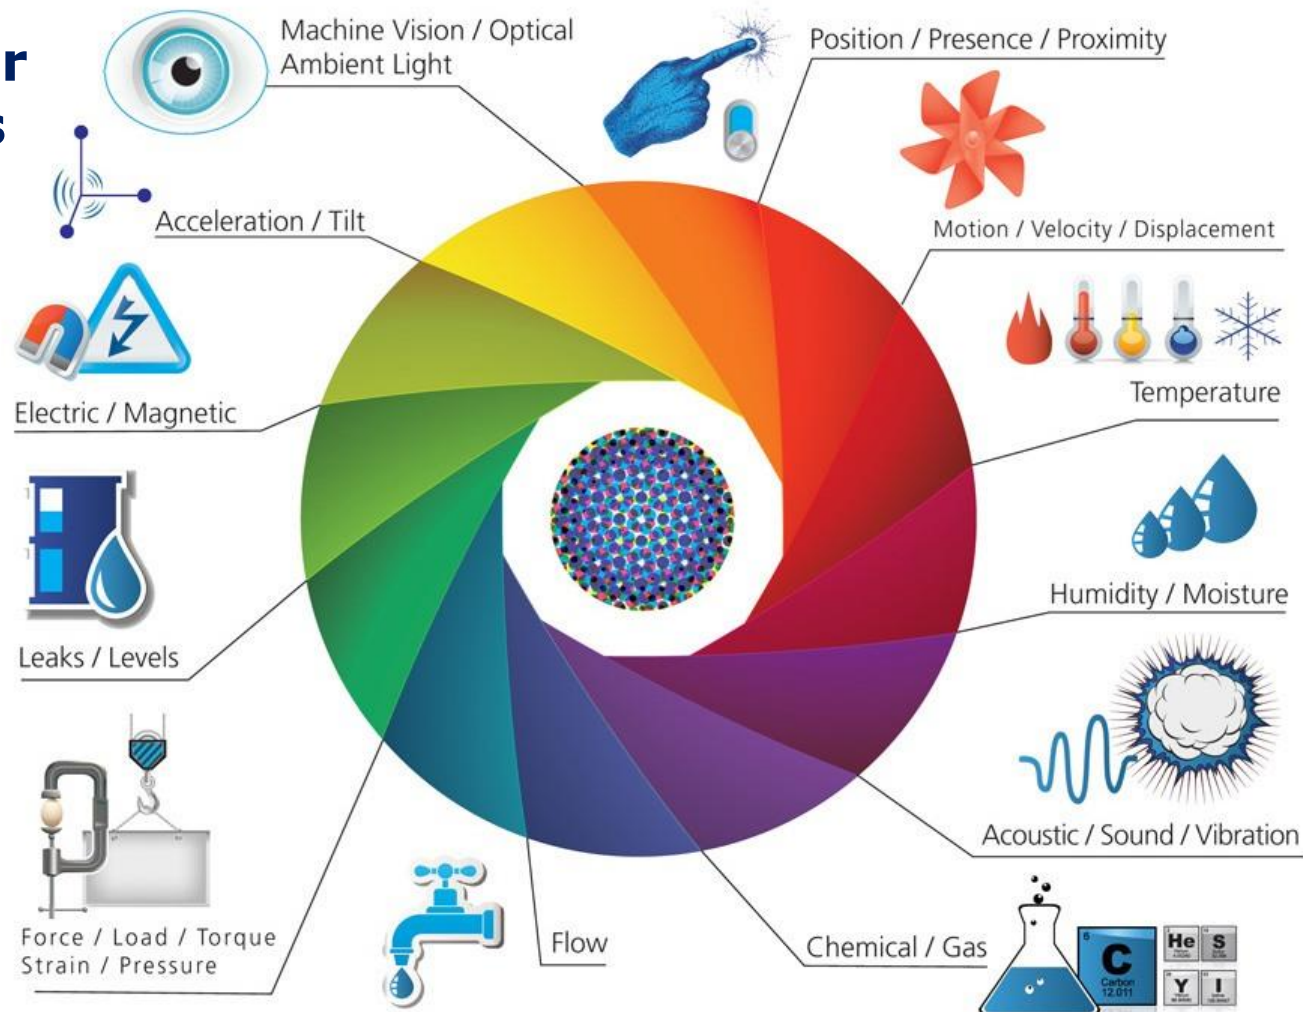 r
s
Machine Vision / Optical
Ambient Light
Position / Presence / Proximity
Acceleration / Tilt
Motion / Velocity / Displacement
Electric / Magnetic
Temperature
Leaks / Levels
Humidity / Moisture
Acoustic / Sound / Vibration
Force / Load / Torque
Strain / Pressure
Flow
Chemical / Gas
6
C
Carbon
12.011
He
S
Y
I